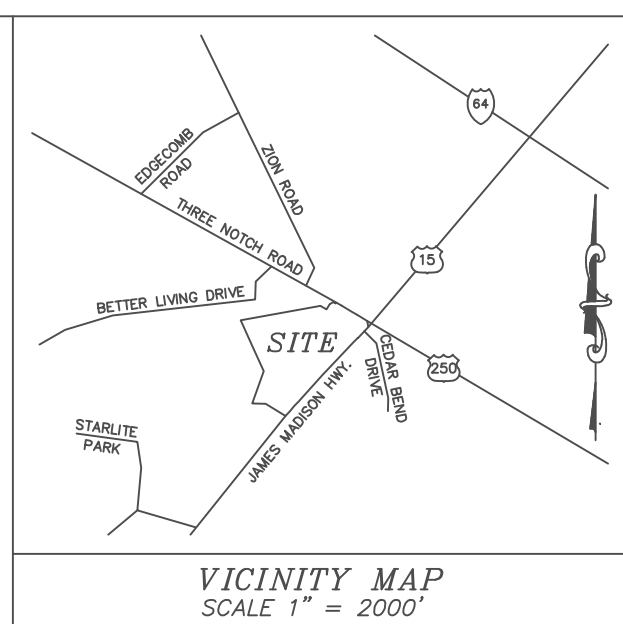 64
EDGECOMB
ROAD
ZION ROAD
THREE NOTCH ROAD
15
BETTER LIVING DRIVE
SITE
CEDAR BEND
DRIVE
250
JAMES MADISON HWY.
STARLITE
PARK
VICINITY MAP
SCALE 1" = 2000'